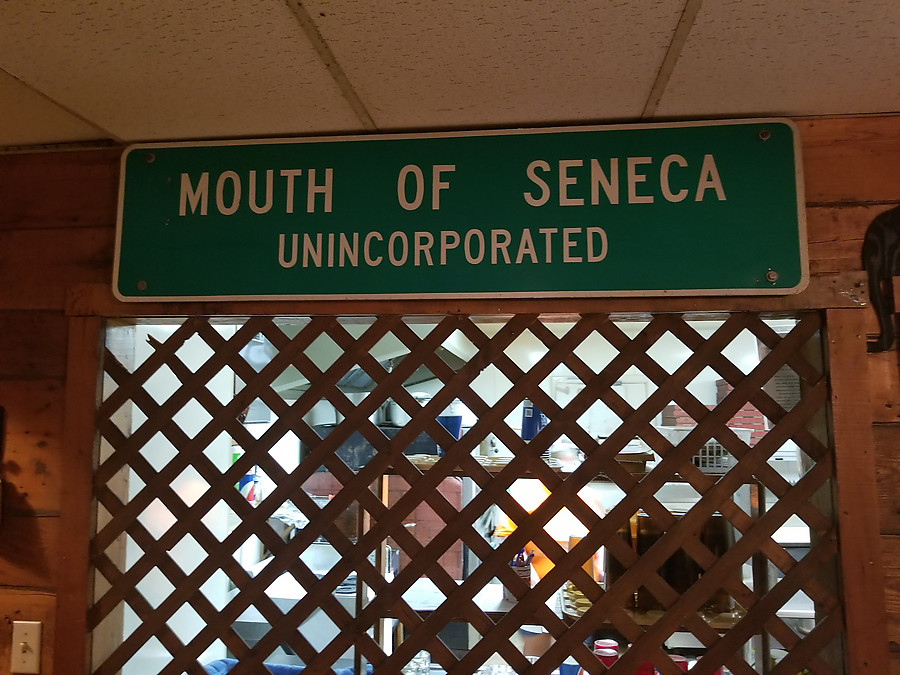 MOUTH OF SENECA
UNINCORPORATED